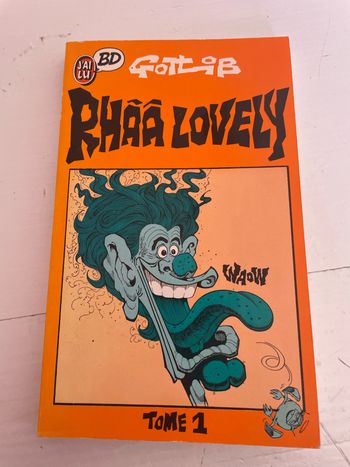 J'AI LU
BD
GOTLIB
RHÂÂ LOVELY
WAOW
TOME 1